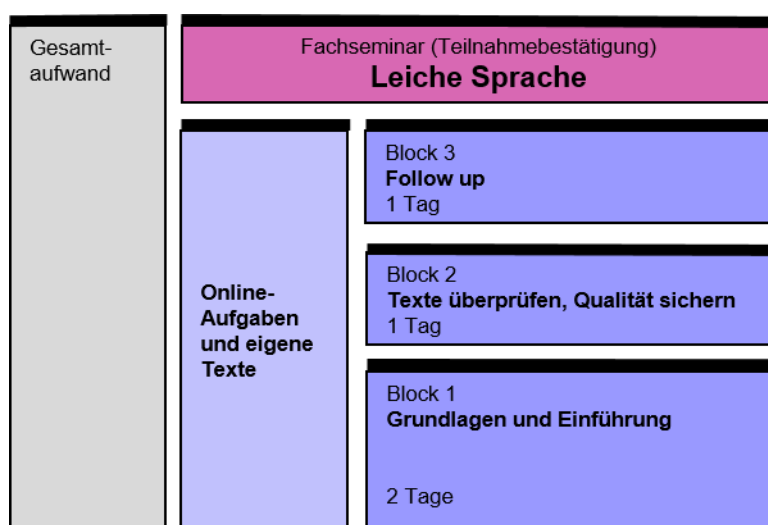 Gesamt-
aufwand
Fachseminar (Teilnahmebestätigung)
Leiche Sprache
Online-
Aufgaben
und eigene
Texte
Block 3
Follow up
1 Tag
Block 2
Texte überprüfen, Qualität sichern
1 Tag
Block 1
Grundlagen und Einführung
2 Tage